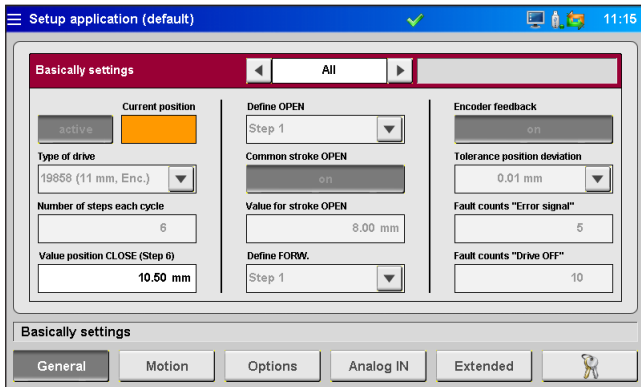 Setup application (default)
11:15
Basically settings
All
Current position
active
Type of drive
19858 (11 mm, Enc.)
Number of steps each cycle
6
Value position CLOSE (Step 6)
10.50 mm
Define OPEN
Step 1
Common stroke OPEN
on
Value for stroke OPEN
8.00 mm
Define FORW.
Step 1
Encoder feedback
on
Tolerance position deviation
0.01 mm
Fault counts "Error signal"
5
Fault counts "Drive OFF"
10
Basically settings
General
Motion
Options
Analog IN
Extended